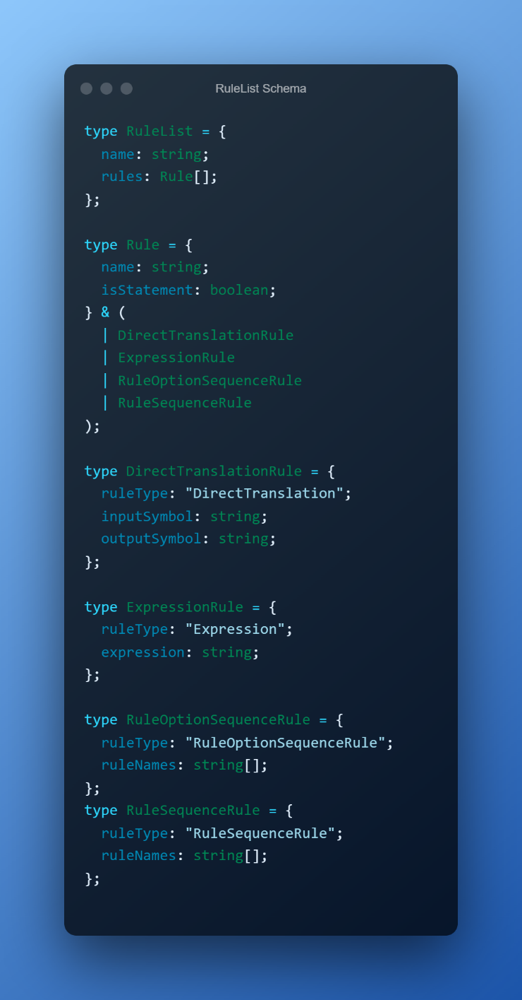 RuleList Schema
type RuleList = {
  name: string;
  rules: Rule[];
};
type Rule = {
  name: string;
  isStatement: boolean;
} & (
  | DirectTranslationRule
  | ExpressionRule
  | RuleOptionSequenceRule
  | RuleSequenceRule
);
type DirectTranslationRule = {
  ruleType: "DirectTranslation";
  inputSymbol: string;
  outputSymbol: string;
};
type ExpressionRule = {
  ruleType: "Expression";
  expression: string;
};
type RuleOptionSequenceRule = {
  ruleType: "RuleOptionSequenceRule";
  ruleNames: string[];
};
type RuleSequenceRule = {
  ruleType: "RuleSequenceRule";
  ruleNames: string[];
};